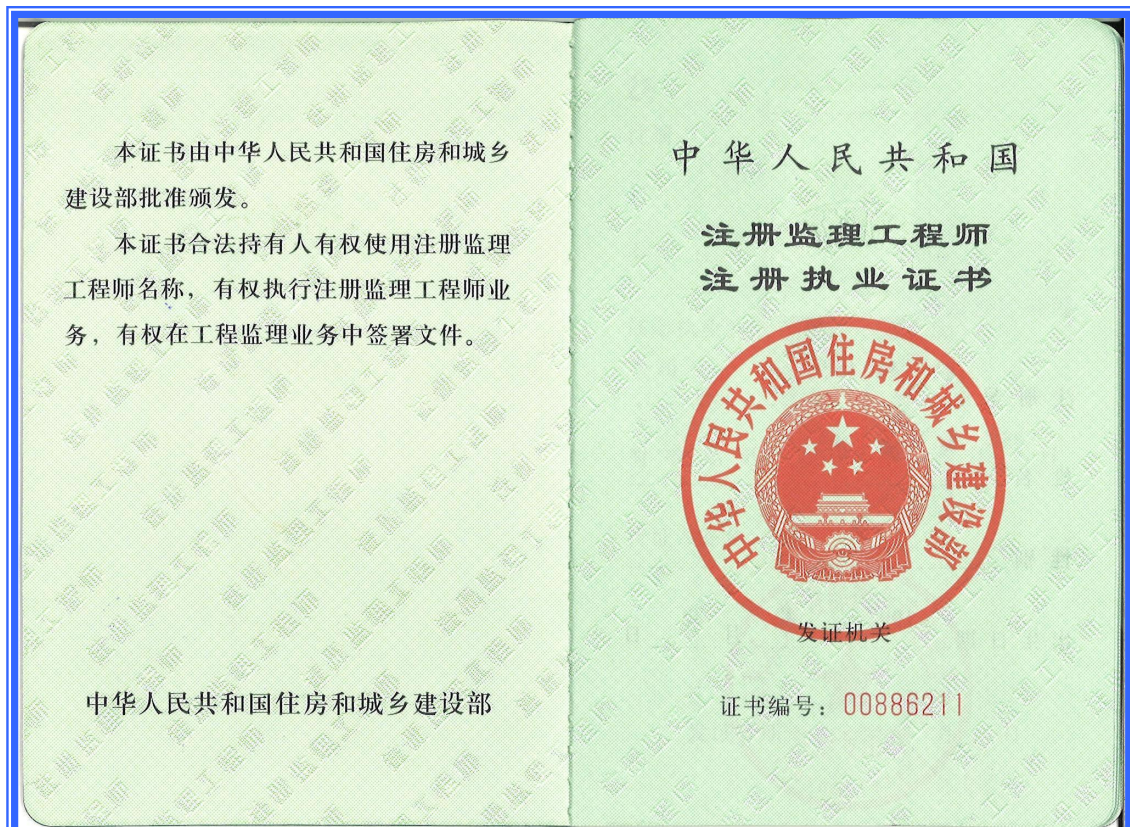 本证书由中华人民共和国住房和城乡
建设部批准颁发。
本证书合法持有人有权使用注册监理
工程师名称，有权执行注册监理工程师业
务，有权在工程监理业务中签署文件。
中华人民共和国住房和城乡建设部
中华人民共和国
注册监理工程师
注册执业证书
中华人民共和国住房和城乡建设部
发证机关
证书编号：00886211